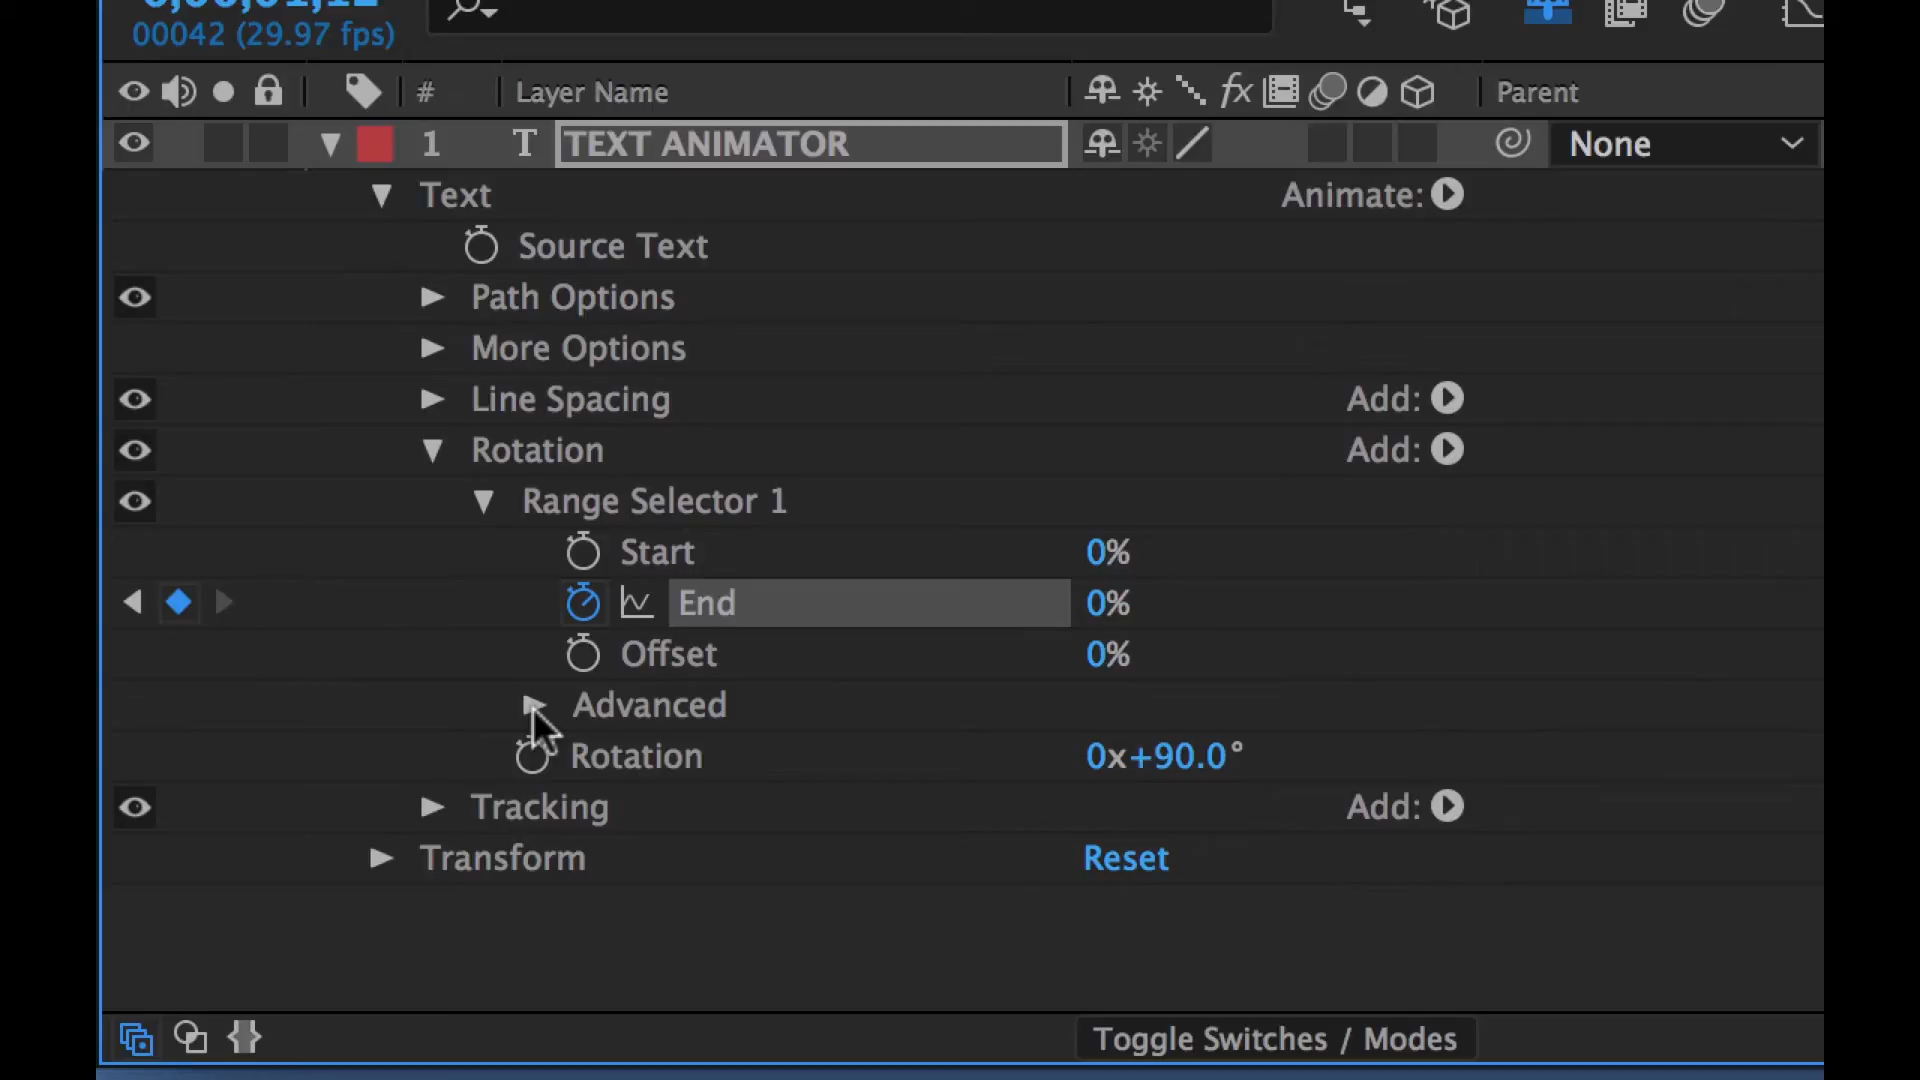 00042 (29.97 fps)
# Layer Name fx Parent
1 T TEXT ANIMATOR None
Text Animate:
Source Text
Path Options
More Options
Line Spacing Add:
Rotation Add:
Range Selector 1
Start 0%
End 0%
Offset 0%
Advanced
Rotation 0x+90.0°
Tracking Add:
Transform Reset
Toggle Switches / Modes